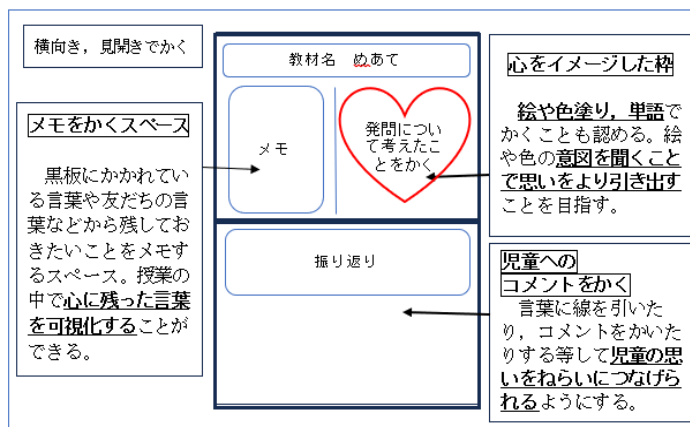 横向き，見開きでかく
メモをかくスペース
黒板にかかれてい
る言葉や友だちの言
葉などから残してお
きたいことをメモす
るスペース。授業の
中で心に残った言葉
を可視化することが
できる。
教材名　めあて
メモ
発問につい
て考えたこ
とをかく
振り返り
心をイメージした枠
絵や色塗り，単語で
かくことも認める。絵
や色の意図を聞くこと
で思いをより引き出す
ことを目指す。
児童への
コメントをかく
言葉に線を引いた
り，コメントをかいた
りする等して児童の思
いをねらいにつなげら
れるようにする。